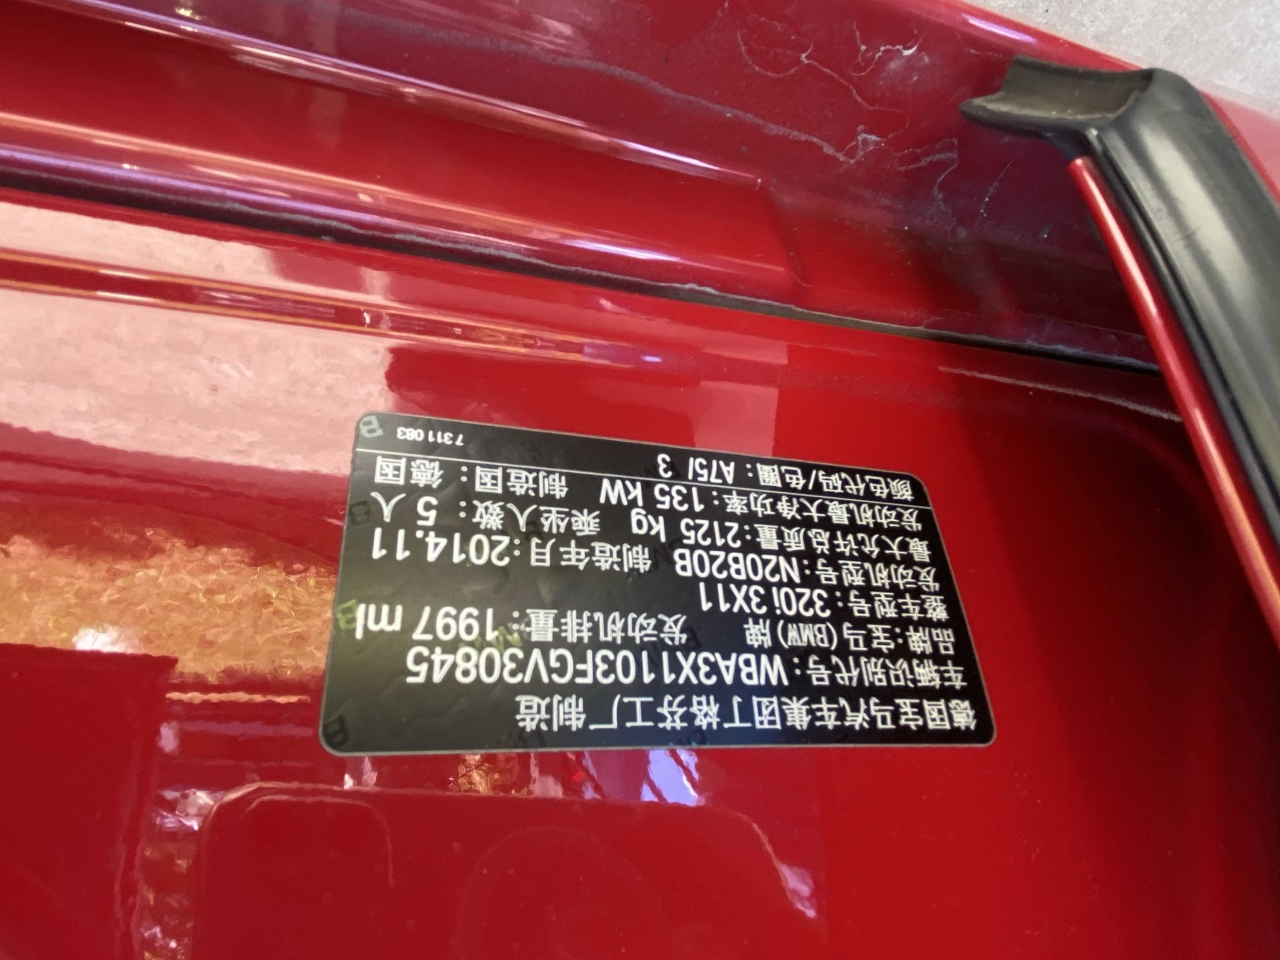 德国宝马汽车集团丁格芬工厂 制造
车辆识别代号：WBA3X1103FGV30845
品牌：宝马(BMW)牌 发动机排量：1997 ml
整车型号：320i 3X11
发动机型号：N20B20B 制造年月：2014.11
最大允许总质量：2125 kg 乘坐人数：5 人
发动机最大净功率：135 kW 制造国：德国
颜色代码/色圈：A75/ 3
7 311 083